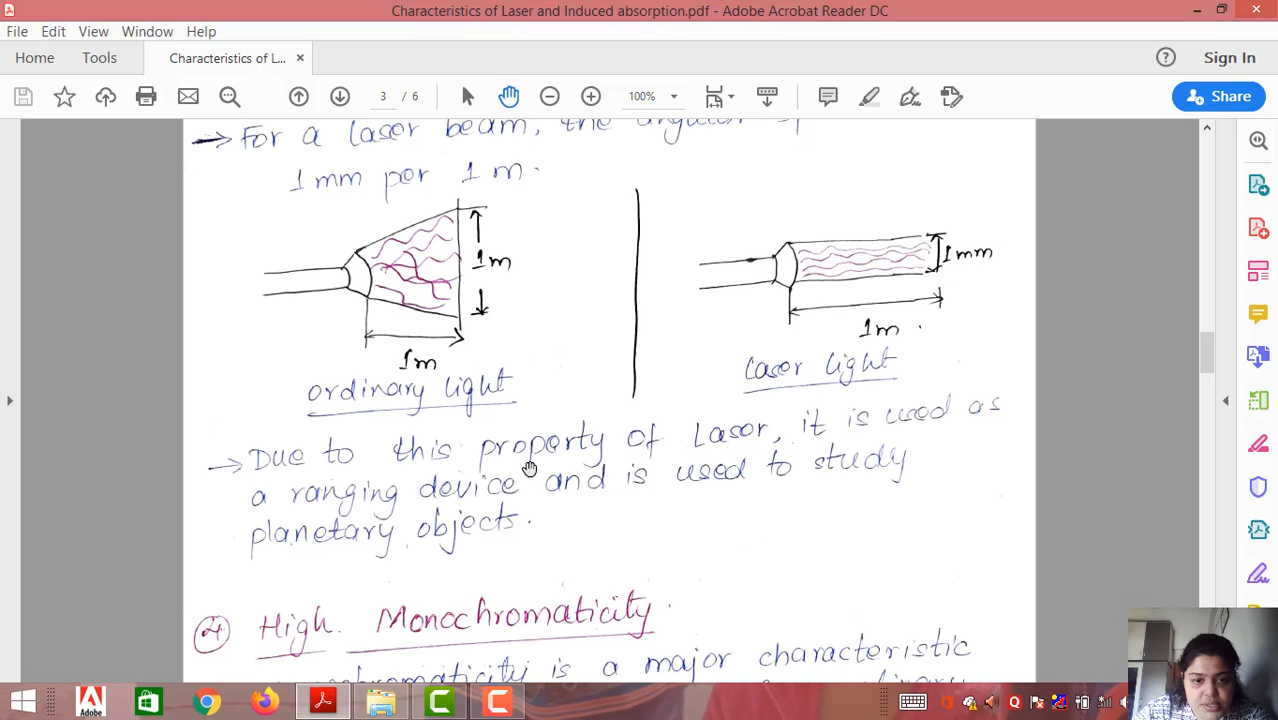 Characteristics of Laser and Induced absorption.pdf - Adobe Acrobat Reader DC
File Edit View Window Help
Home Tools Characteristics of L... × Sign In
3 / 6 100% Share
→ For a laser beam, the angular
1mm per 1m.
1m
1m
ordinary light
1mm
1m
Laser light
→ Due to this property of Laser, it is used as
a ranging device and is used to study
planetary objects.
④ High Monochromaticity
is a major characteristic